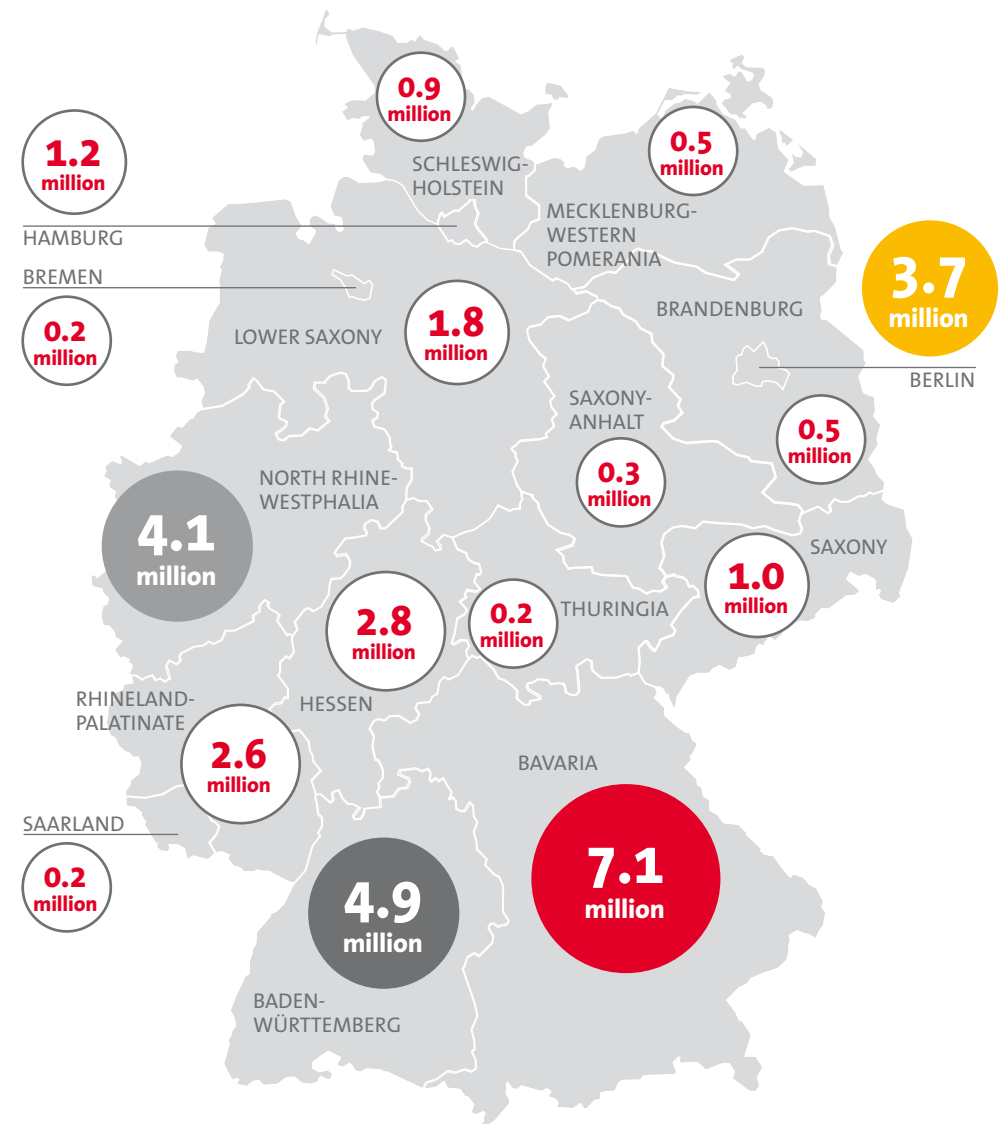 0.9
million
SCHLESWIG-
HOLSTEIN
0.5
million
MECKLENBURG-
WESTERN
POMERANIA
1.2
million
HAMBURG
BREMEN
0.2
million
LOWER SAXONY
1.8
million
BRANDENBURG
3.7
million
BERLIN
0.5
million
SAXONY-
ANHALT
0.3
million
NORTH RHINE-
WESTPHALIA
4.1
million
SAXONY
1.0
million
2.8
million
HESSEN
0.2
million
THURINGIA
RHINELAND-
PALATINATE
2.6
million
SAARLAND
0.2
million
BAVARIA
7.1
million
4.9
million
BADEN-
WÜRTTEMBERG